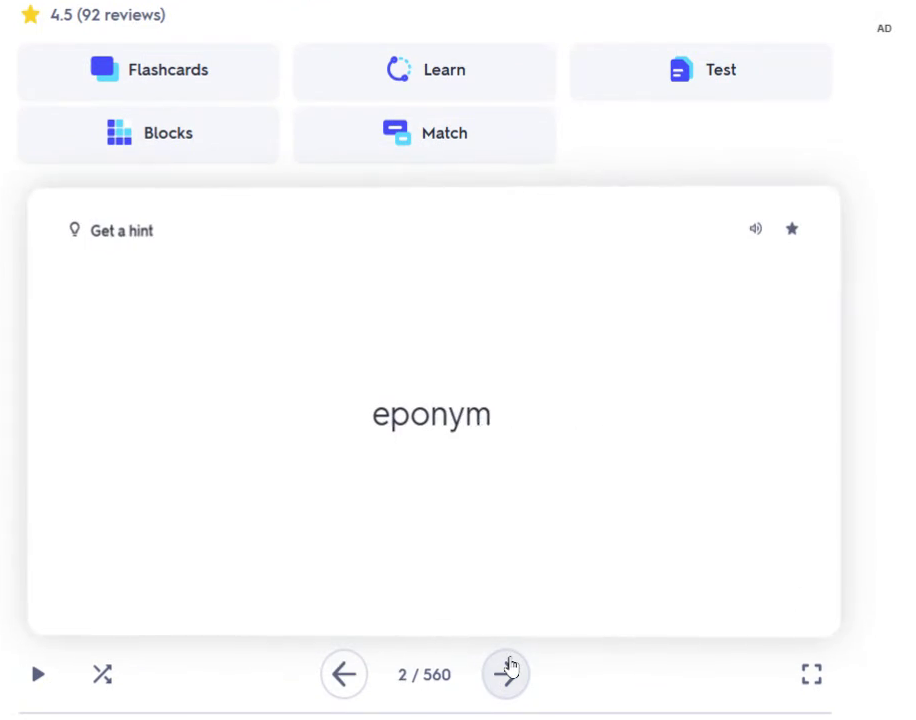 4.5 (92 reviews)
AD
Flashcards
Learn
Test
Blocks
Match
Get a hint
eponym
2 / 560